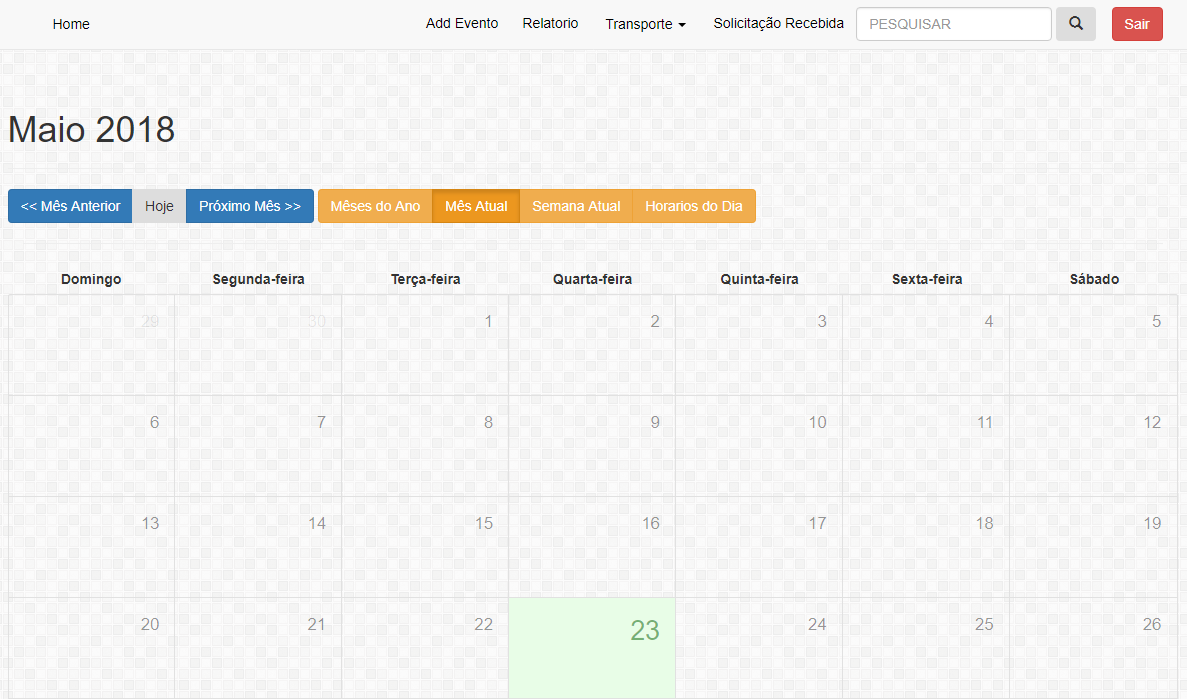 Home Add Evento Relatorio Transporte Solicitação Recebida PESQUISAR Sair
Maio 2018
<< Mês Anterior Hoje Próximo Mês >> Mêses do Ano Mês Atual Semana Atual Horarios do Dia
Domingo Segunda-feira Terça-feira Quarta-feira Quinta-feira Sexta-feira Sábado
29 30 1 2 3 4 5
6 7 8 9 10 11 12
13 14 15 16 17 18 19
20 21 22 23 24 25 26